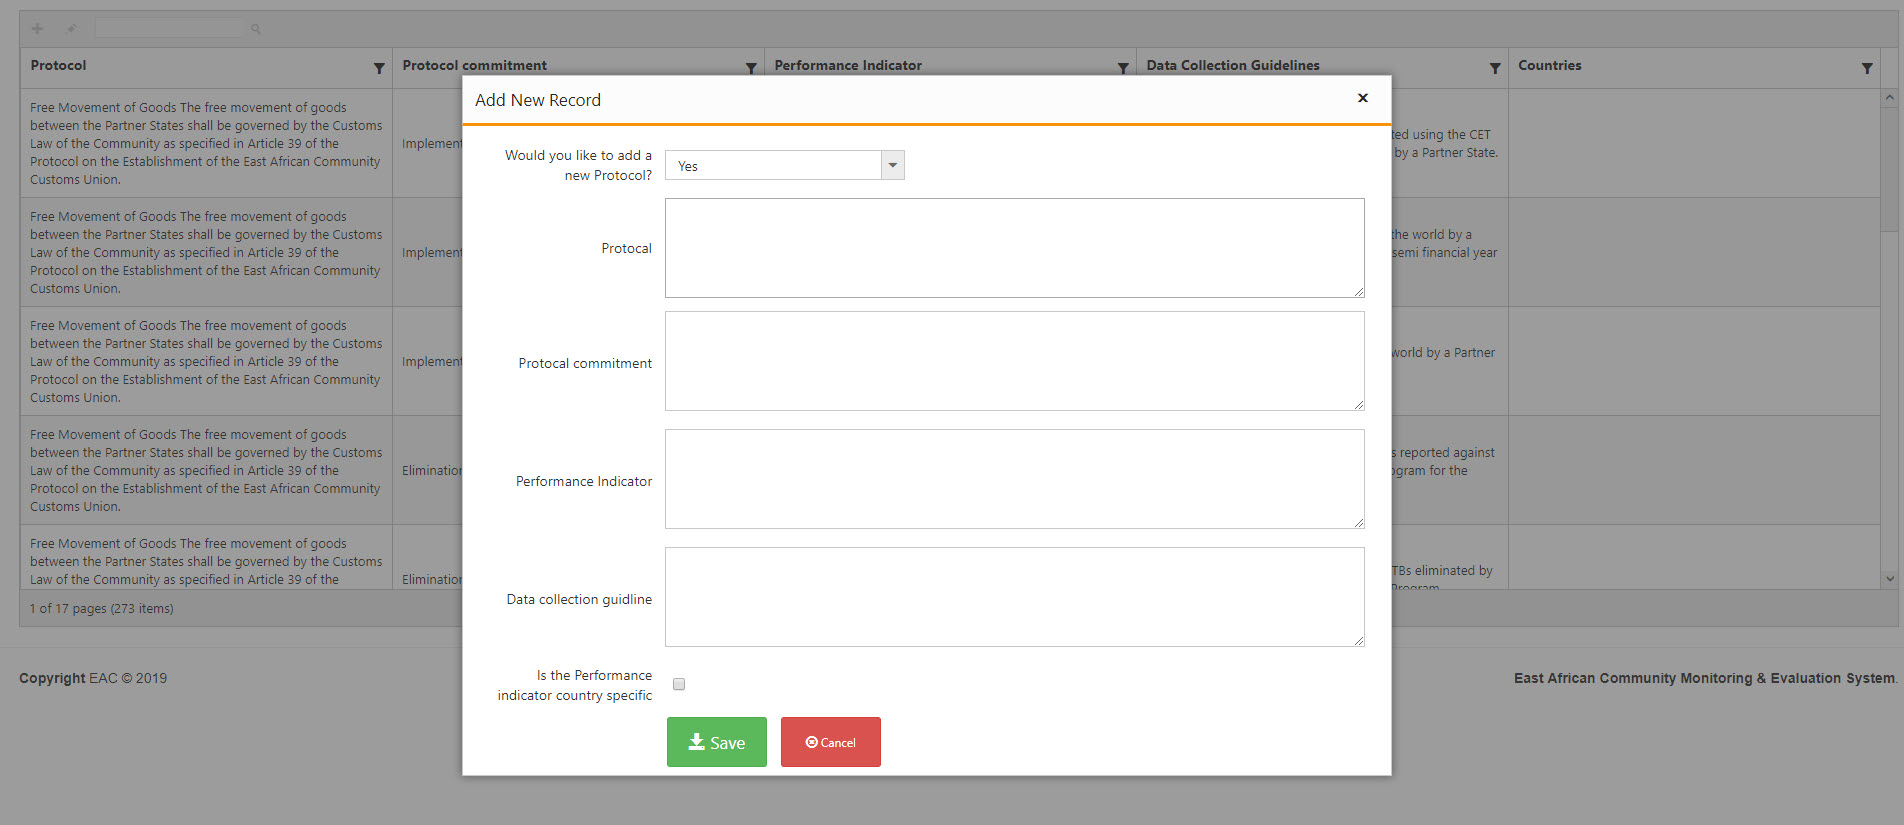 Protocol
Protocol commitment
Performance Indicator
Data Collection Guidelines
Countries
Free Movement of Goods The free movement of goods
between the Partner States shall be governed by the Customs
Law of the Community as specified in Article 39 of the
Protocol on the Establishment of the East African Community
Customs Union.
Implement
ted using the CET
by a Partner State.
Free Movement of Goods The free movement of goods
between the Partner States shall be governed by the Customs
Law of the Community as specified in Article 39 of the
Protocol on the Establishment of the East African Community
Customs Union.
Implement
the world by a
semi financial year
Free Movement of Goods The free movement of goods
between the Partner States shall be governed by the Customs
Law of the Community as specified in Article 39 of the
Protocol on the Establishment of the East African Community
Customs Union.
Implement
world by a Partner
Free Movement of Goods The free movement of goods
between the Partner States shall be governed by the Customs
Law of the Community as specified in Article 39 of the
Protocol on the Establishment of the East African Community
Customs Union.
Elimination
s reported against
ogram for the
Free Movement of Goods The free movement of goods
between the Partner States shall be governed by the Customs
Law of the Community as specified in Article 39 of the
Elimination
TBs eliminated by
Program
1 of 17 pages (273 items)
Add New Record
Would you like to add a
new Protocol?
Yes
Protocal
Protocal commitment
Performance Indicator
Data collection guidline
Is the Performance
indicator country specific
Save
Cancel
Copyright EAC © 2019
East African Community Monitoring & Evaluation System.